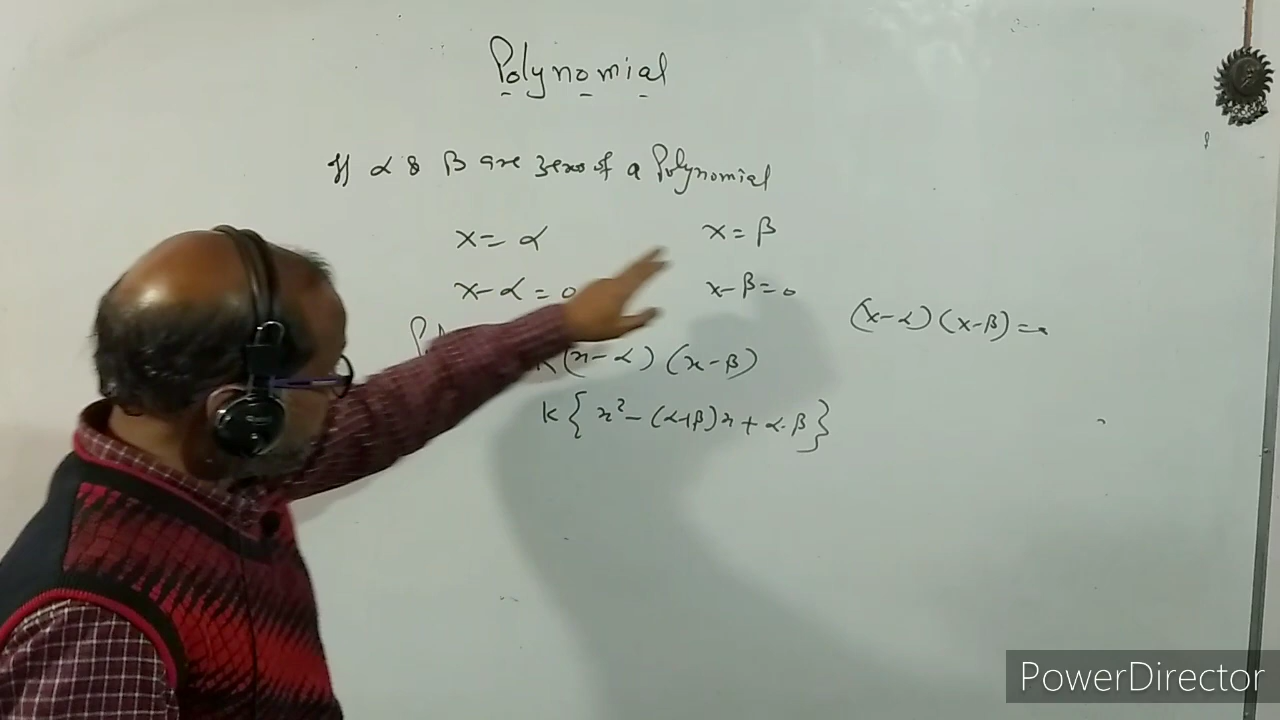 Polynomial
If α & β are zeros of a Polynomial
x = α x = β
x - α = 0 x - β = 0
(x - α) (x - β) = 0
K (x - α) (x - β)
K { x² - (α+β)x + α.β }
PowerDirector